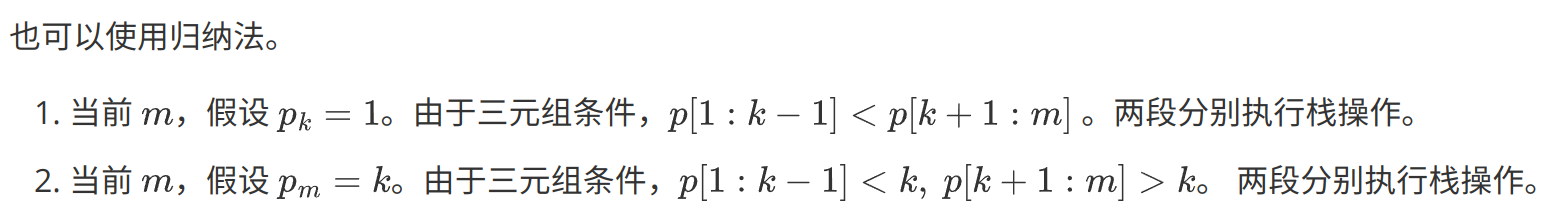 也可以使用归纳法。
1. 当前 $m$，假设 $p_k = 1$。由于三元组条件，$p[1 : k - 1] < p[k + 1 : m]$ 。两段分别执行栈操作。
2. 当前 $m$，假设 $p_m = k$。由于三元组条件，$p[1 : k - 1] < k, \ p[k + 1 : m] > k$。 两段分别执行栈操作。